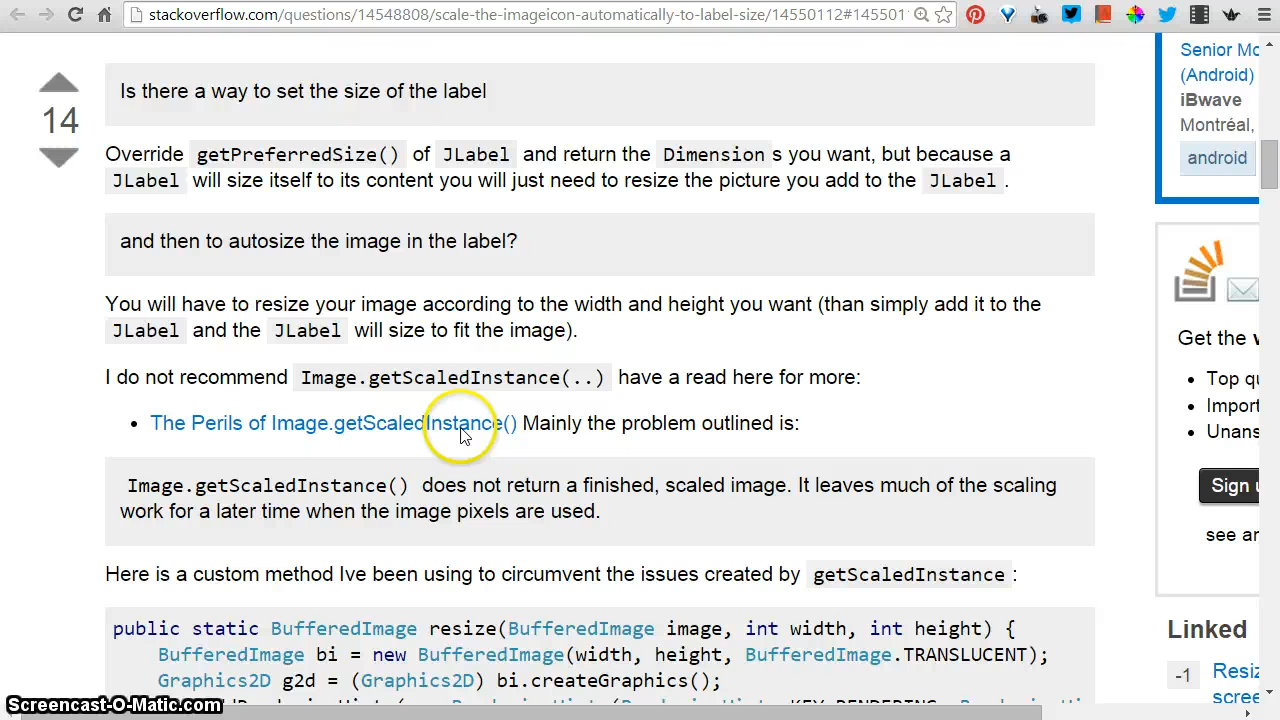 stackoverflow.com/questions/14548808/scale-the-imageicon-automatically-to-label-size/14550112#145501
Is there a way to set the size of the label
14
Override getPreferredSize() of JLabel and return the Dimension s you want, but because a
JLabel will size itself to its content you will just need to resize the picture you add to the JLabel .
and then to autosize the image in the label?
You will have to resize your image according to the width and height you want (than simply add it to the
JLabel and the JLabel will size to fit the image).
I do not recommend Image.getScaledInstance(..) have a read here for more:
The Perils of Image.getScaledInstance() Mainly the problem outlined is:
Image.getScaledInstance() does not return a finished, scaled image. It leaves much of the scaling
work for a later time when the image pixels are used.
Here is a custom method Ive been using to circumvent the issues created by getScaledInstance :
public static BufferedImage resize(BufferedImage image, int width, int height) {
BufferedImage bi = new BufferedImage(width, height, BufferedImage.TRANSLUCENT);
Graphics2D g2d = (Graphics2D) bi.createGraphics();
Senior Mo
(Android)
iBwave
Montréal,
android
Get the w
Top qu
Import
Unans
Sign u
see an
Linked
-1
Resiz
scree
Screencast-O-Matic.com